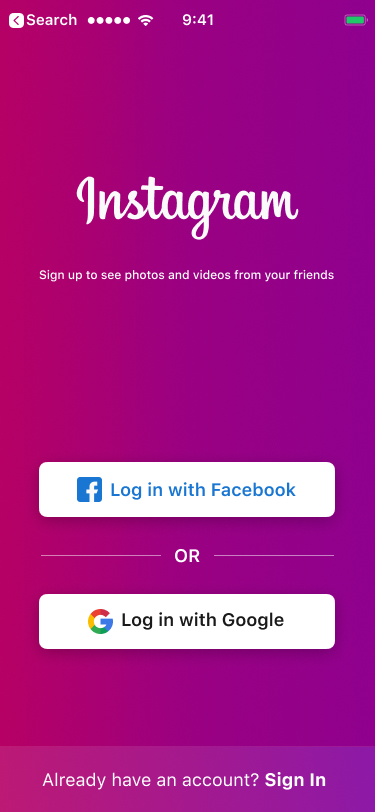 Search 9:41
Instagram
Sign up to see photos and videos from your friends
Log in with Facebook
OR
Log in with Google
Already have an account? Sign In